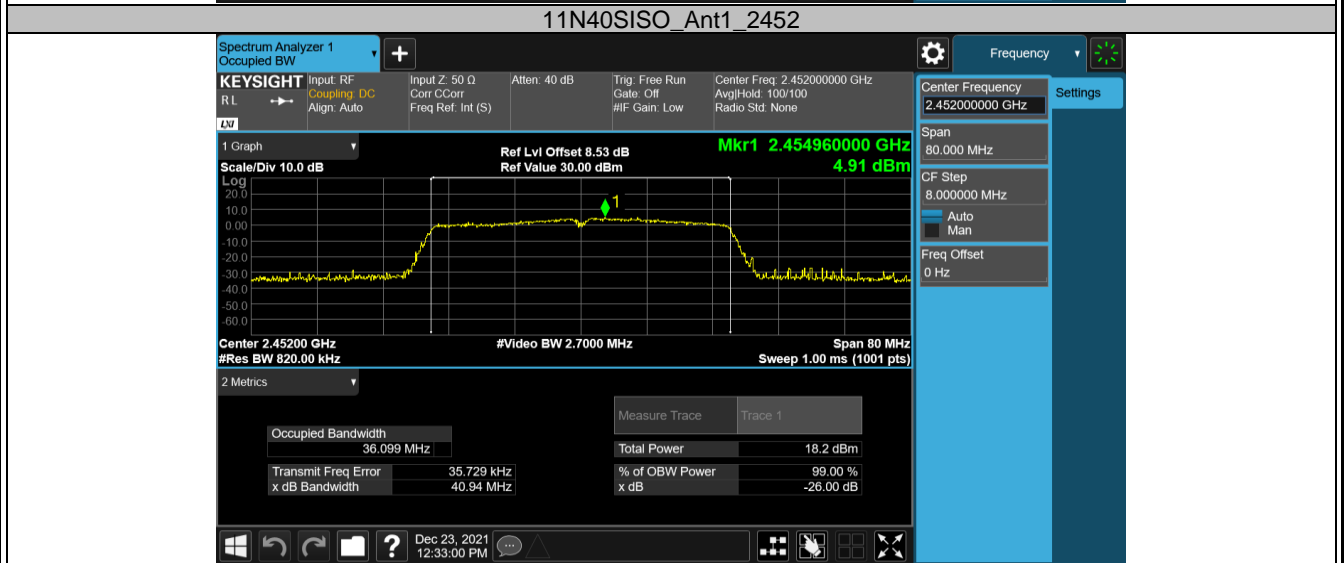 11N40SISO_Ant1_2452
Spectrum Analyzer 1
Occupied BW
+
Frequency
KEYSIGHT
R L
LXI
Input: RF
Coupling: DC
Align: Auto
Input Z: 50 Ω
Corr CCorr
Freq Ref: Int (S)
Atten: 40 dB
Trig: Free Run
Gate: Off
#IF Gain: Low
Center Freq: 2.452000000 GHz
Avg|Hold: 100/100
Radio Std: None
Center Frequency
2.452000000 GHz
Settings
Span
80.000 MHz
CF Step
8.000000 MHz
Auto
Man
Freq Offset
0 Hz
1 Graph
Scale/Div 10.0 dB
Ref Lvl Offset 8.53 dB
Ref Value 30.00 dBm
Mkr1 2.454960000 GHz
4.91 dBm
Log
20.0
10.0
0.00
-10.0
-20.0
-30.0
-40.0
-50.0
-60.0
1
Center 2.45200 GHz
#Video BW 2.7000 MHz
Span 80 MHz
#Res BW 820.00 kHz
Sweep 1.00 ms (1001 pts)
2 Metrics
Measure Trace Trace 1
Occupied Bandwidth
36.099 MHz
Total Power 18.2 dBm
Transmit Freq Error 35.729 kHz
% of OBW Power 99.00 %
x dB Bandwidth 40.94 MHz
x dB -26.00 dB
?
Dec 23, 2021
12:33:00 PM